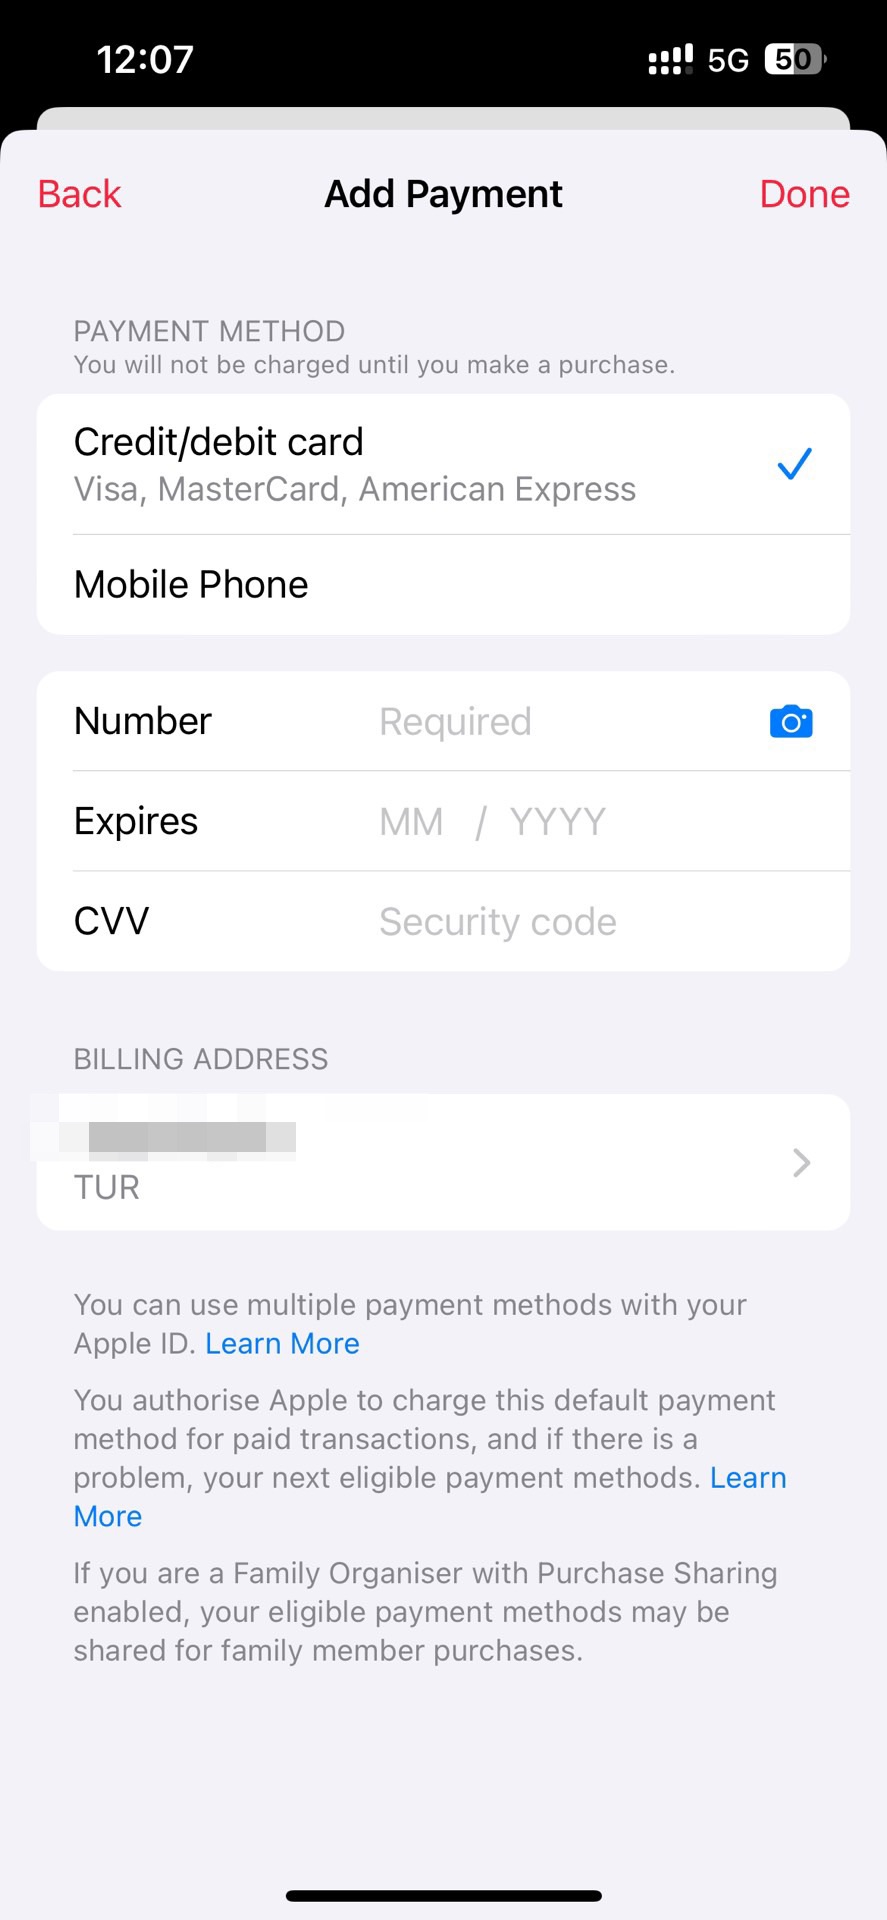 12:07 5G 50
Back Add Payment Done
PAYMENT METHOD
You will not be charged until you make a purchase.
Credit/debit card
Visa, MasterCard, American Express
Mobile Phone
Number Required
Expires MM / YYYY
CVV Security code
BILLING ADDRESS
TUR
You can use multiple payment methods with your
Apple ID. Learn More
You authorise Apple to charge this default payment
method for paid transactions, and if there is a
problem, your next eligible payment methods. Learn
More
If you are a Family Organiser with Purchase Sharing
enabled, your eligible payment methods may be
shared for family member purchases.